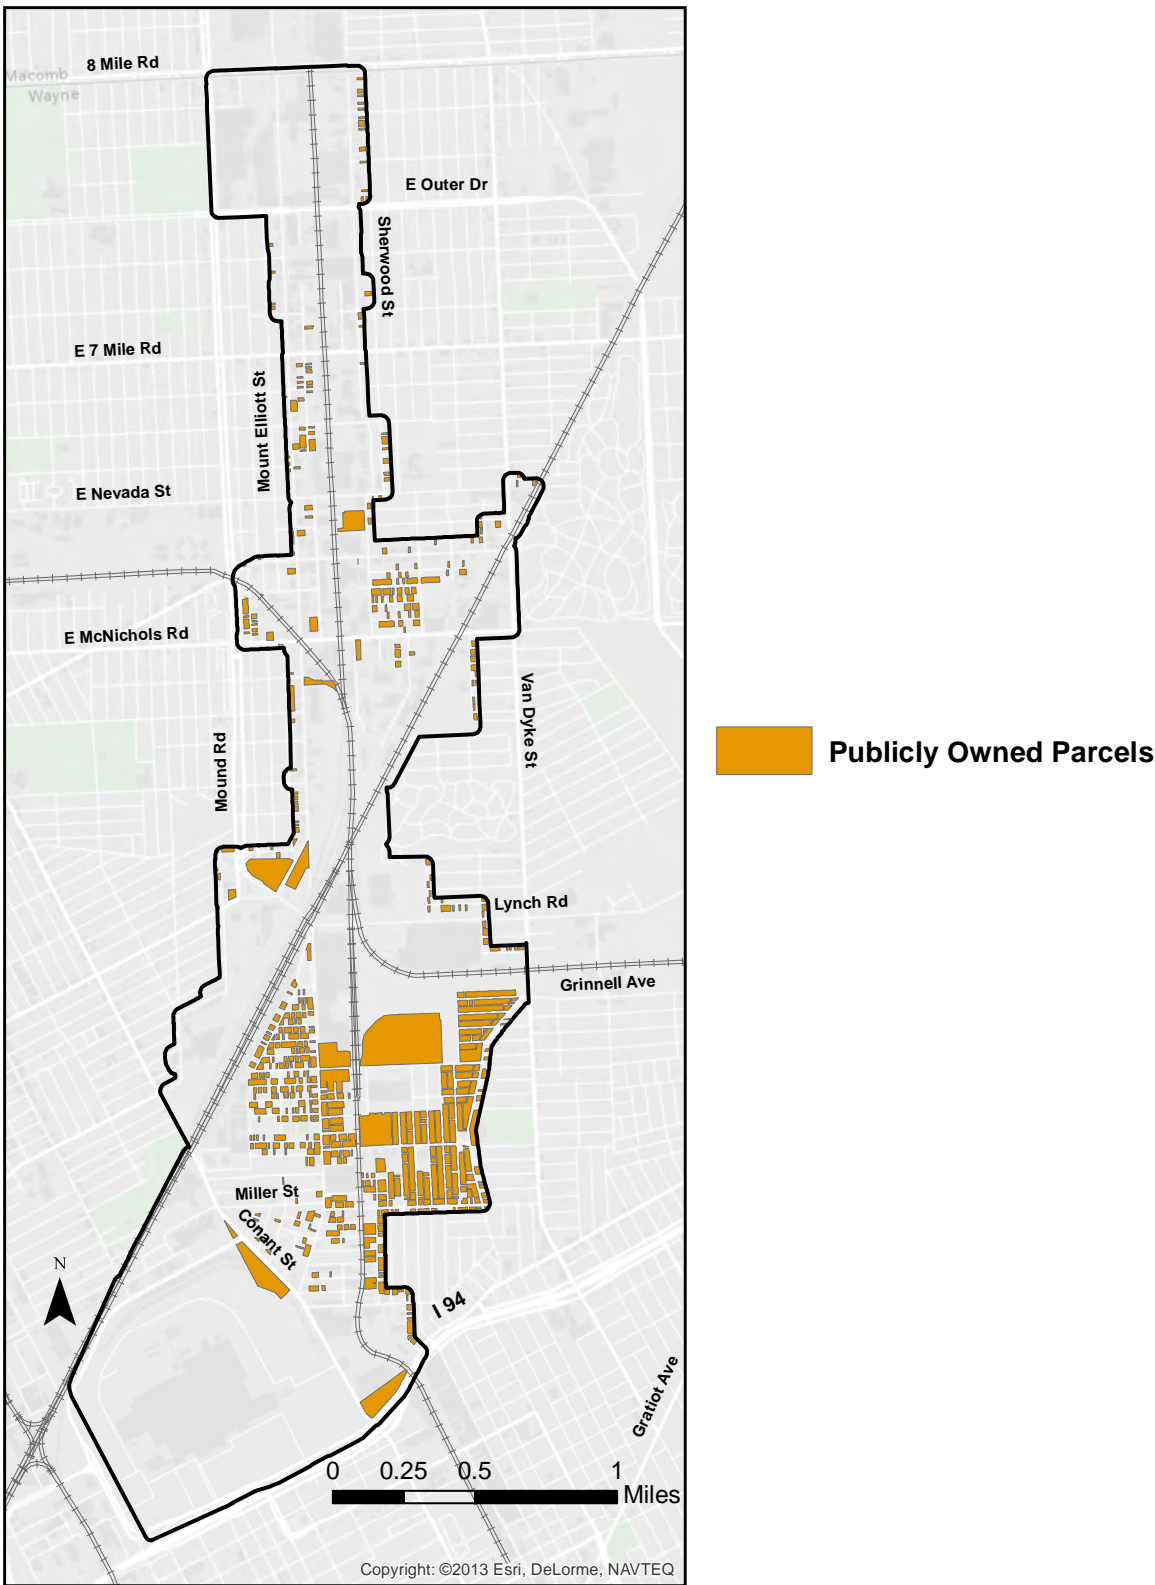 8 Mile Rd
Macomb
Wayne
E Outer Dr
Sherwood St
E 7 Mile Rd
Mount Elliott St
E Nevada St
E McNichols Rd
Van Dyke St
Mound Rd
Publicly Owned Parcels
Lynch Rd
Grinnell Ave
Miller St
Conant St
N
I 94
Gratiot Ave
0 0.25 0.5 1
Miles
Copyright: ©2013 Esri, DeLorme, NAVTEQ